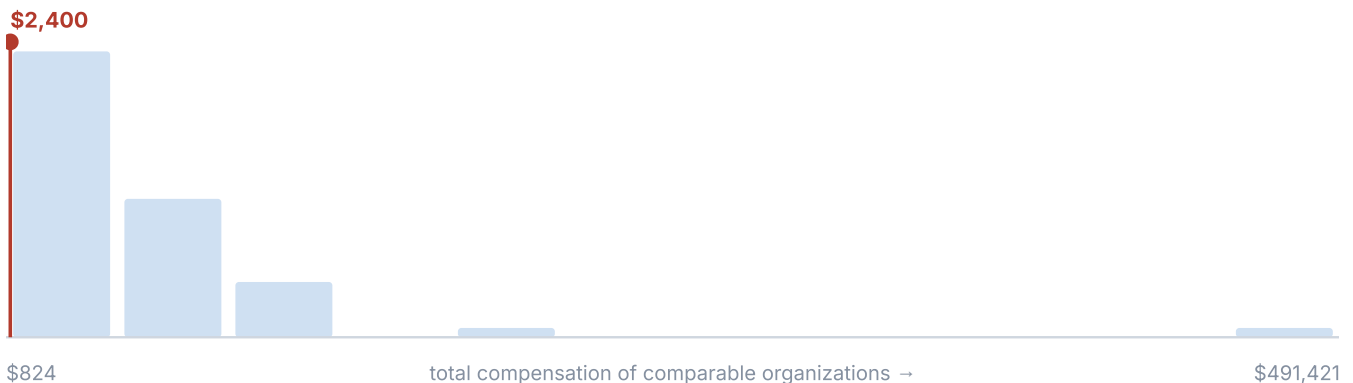 $2,400
$824 total compensation of comparable organizations → $491,421